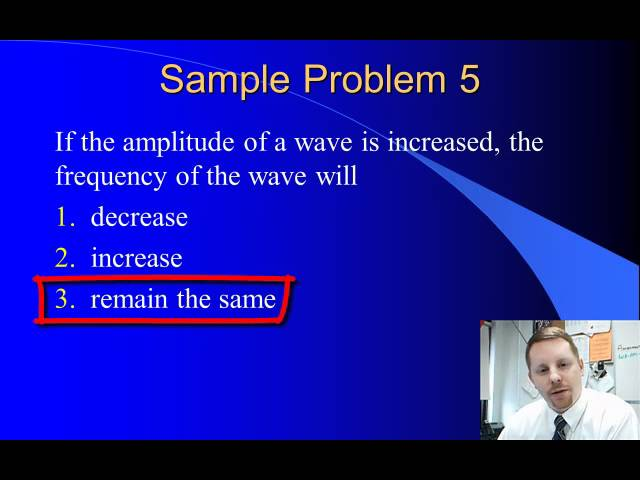 Sample Problem 5
If the amplitude of a wave is increased, the
frequency of the wave will
1. decrease
2. increase
3. remain the same